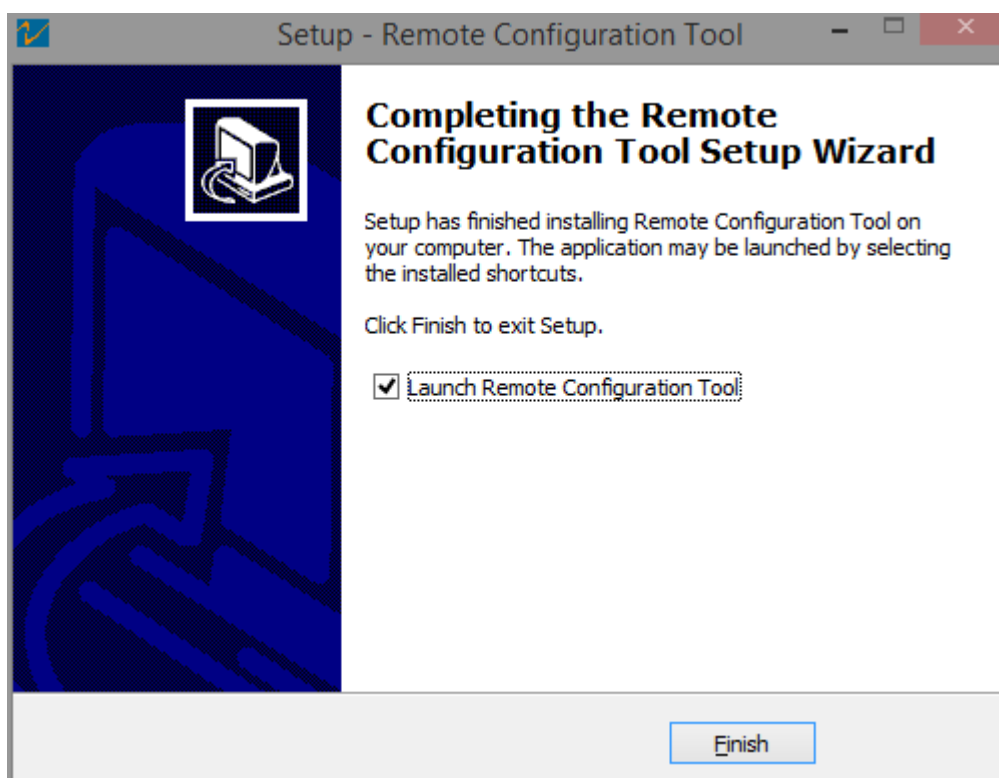 Setup - Remote Configuration Tool
Completing the Remote
Configuration Tool Setup Wizard
Setup has finished installing Remote Configuration Tool on
your computer. The application may be launched by selecting
the installed shortcuts.
Click Finish to exit Setup.
Launch Remote Configuration Tool
Finish